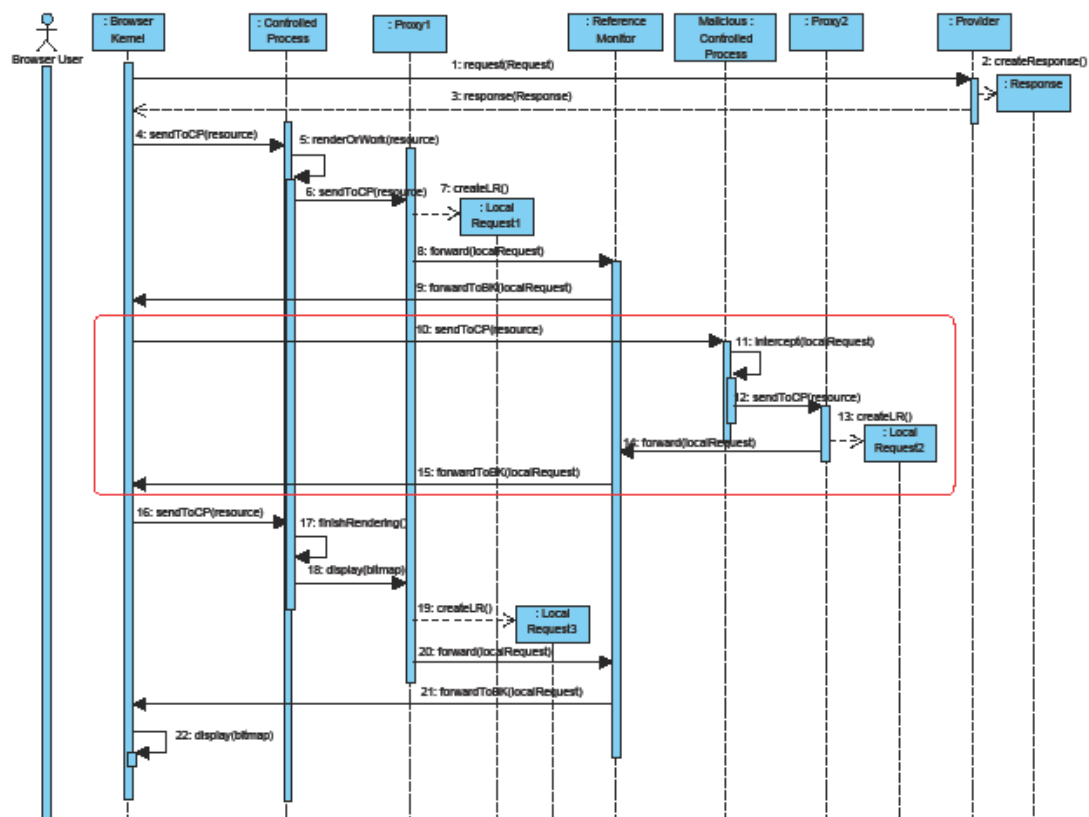 : Browser
Kernel
: Controlled
Process
: Proxy1
: Reference
Monitor
Malicious :
Controlled
Process
: Proxy2
: Provider
Browser User
1: request(Request)
2: createResponse()
: Response
3: response(Response)
4: sendToCP(resource)
5: renderOrWork(resource)
6: sendToCP(resource)
7: createLR()
: Local
Request1
8: forward(localRequest)
9: forwardToBK(localRequest)
10: sendToCP(resource)
11: intercept(localRequest)
12: sendToCP(resource)
13: createLR()
: Local
Request2
14: forward(localRequest)
15: forwardToBK(localRequest)
16: sendToCP(resource)
17: finishRendering()
18: display(bitmap)
19: createLR()
: Local
Request3
20: forward(localRequest)
21: forwardToBK(localRequest)
22: display(bitmap)